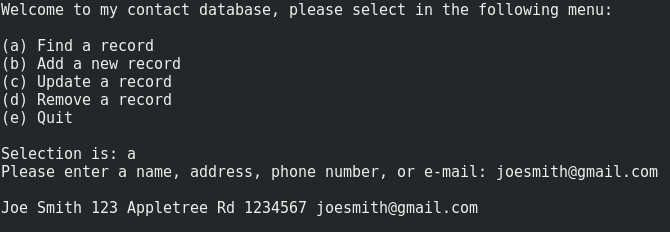 Welcome to my contact database, please select in the following menu:
(a) Find a record
(b) Add a new record
(c) Update a record
(d) Remove a record
(e) Quit
Selection is: a
Please enter a name, address, phone number, or e-mail: joesmith@gmail.com
Joe Smith 123 Appletree Rd 1234567 joesmith@gmail.com